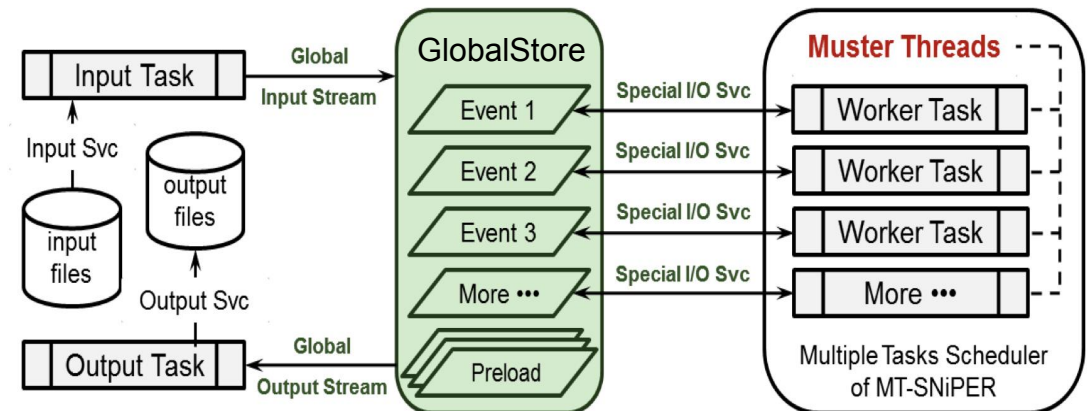 Input Task
Input Svc
input
files
output
files
Output Svc
Output Task
Global
Input Stream
Global
Output Stream
GlobalStore
Event 1
Event 2
Event 3
More •••
Preload
Special I/O Svc
Special I/O Svc
Special I/O Svc
Special I/O Svc
Muster Threads
Worker Task
Worker Task
Worker Task
More •••
Multiple Tasks Scheduler
of MT-SNiPER